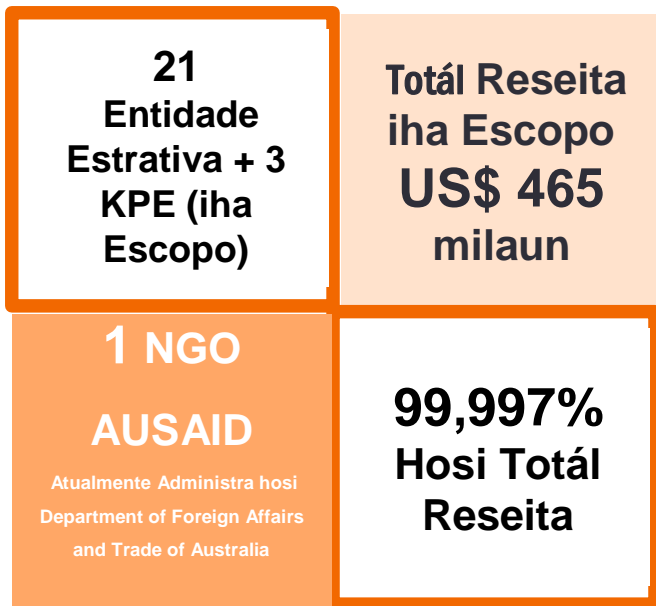 21
Entidade
Estrativa + 3
KPE (iha
Escopo)
Totál Reseita
iha Escopo
US$ 465
milaun
1 NGO
AUSAID
Atualmente Administra hosi
Department of Foreign Affairs
and Trade of Australia
99,997%
Hosi Totál
Reseita